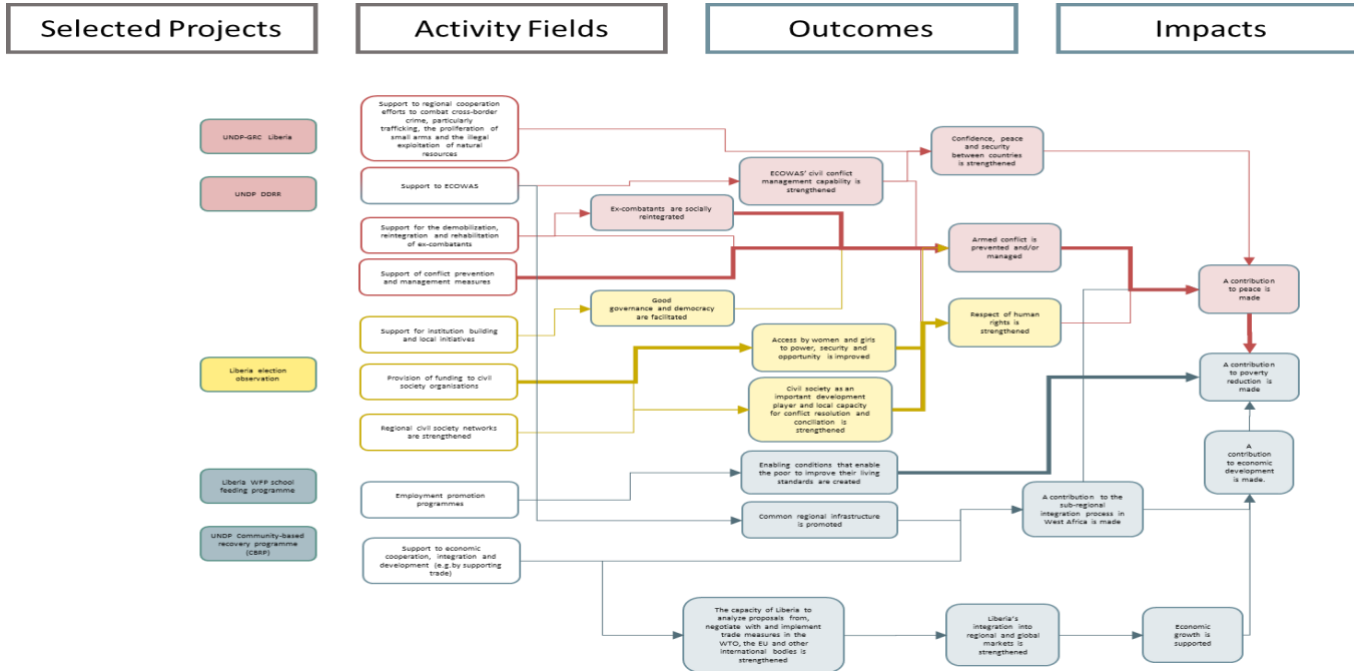 Selected Projects
Activity Fields
Outcomes
Impacts
UNDP-GRC Liberia
UNDP DDRR
Liberia election
observation
Liberia WFP school
feeding programme
UNDP Community-based
recovery programme
(CBRP)
Support to regional cooperation
efforts to combat cross-border
crime, particularly
trafficking, the proliferation of
small arms and the illegal
exploitation of natural
resources
Support to ECOWAS
Support for the demobilization,
reintegration and rehabilitation
of ex-combatants
Support of conflict prevention
and management measures
Support for institution building
and local initiatives
Provision of funding to civil
society organisations
Regional civil society networks
are strengthened
Employment promotion
programmes
Support to economic
cooperation, integration and
development (e.g.by supporting
trade)
Ex-combatants are socially
reintegrated
Good
governance and democracy
are facilitated
ECOWAS' civil conflict
management capability is
strengthened
Access by women and girls
to power, security and
opportunity is improved
Civil society as an
important development
player and local capacity
for conflict resolution and
conciliation is
strengthened
Enabling conditions that enable
the poor to improve their living
standards are created
Common regional infrastructure
is promoted
The capacity of Liberia to
analyze proposals from,
negotiate with and implement
trade measures in the
WTO, the EU and other
international bodies is
strengthened
Confidence, peace
and security
between countries
is strengthened
Armed conflict is
prevented and/or
managed
Respect of human
rights is
strengthened
A contribution to the
sub-regional
integration process in
West Africa is made
Liberia's
integration into
regional and global
markets is
strengthened
A contribution
to peace is
made
A contribution
to poverty
reduction is
made
A
contribution
to economic
development is
made.
Economic
growth is
supported